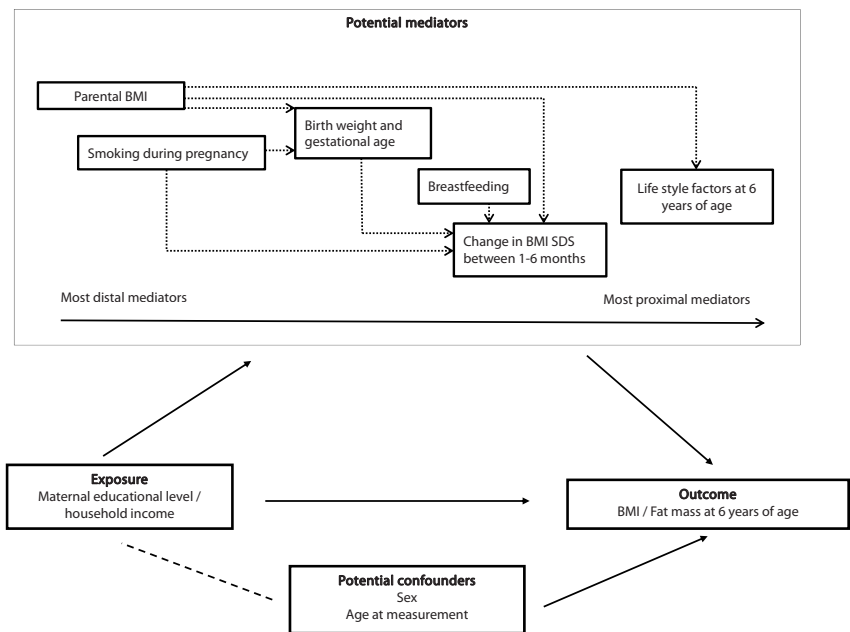 Potential mediators
Parental BMI
Birth weight and
gestational age
Smoking during pregnancy
Breastfeeding
Life style factors at 6
years of age
Change in BMI SDS
between 1-6 months
Most distal mediators
Most proximal mediators
Exposure
Maternal educational level /
household income
Outcome
BMI / Fat mass at 6 years of age
Potential confounders
Sex
Age at measurement